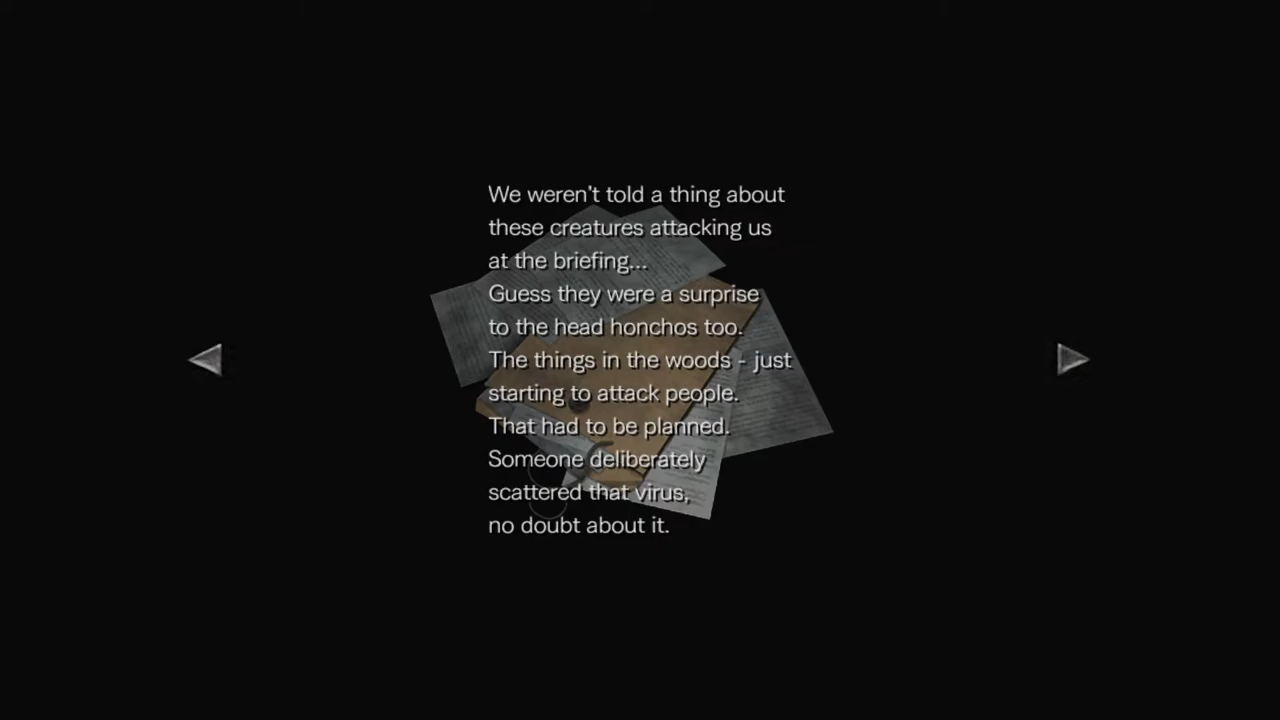 We weren't told a thing about
these creatures attacking us
at the briefing...
Guess they were a surprise
to the head honchos too.
The things in the woods - just
starting to attack people.
That had to be planned.
Someone deliberately
scattered that virus,
no doubt about it.